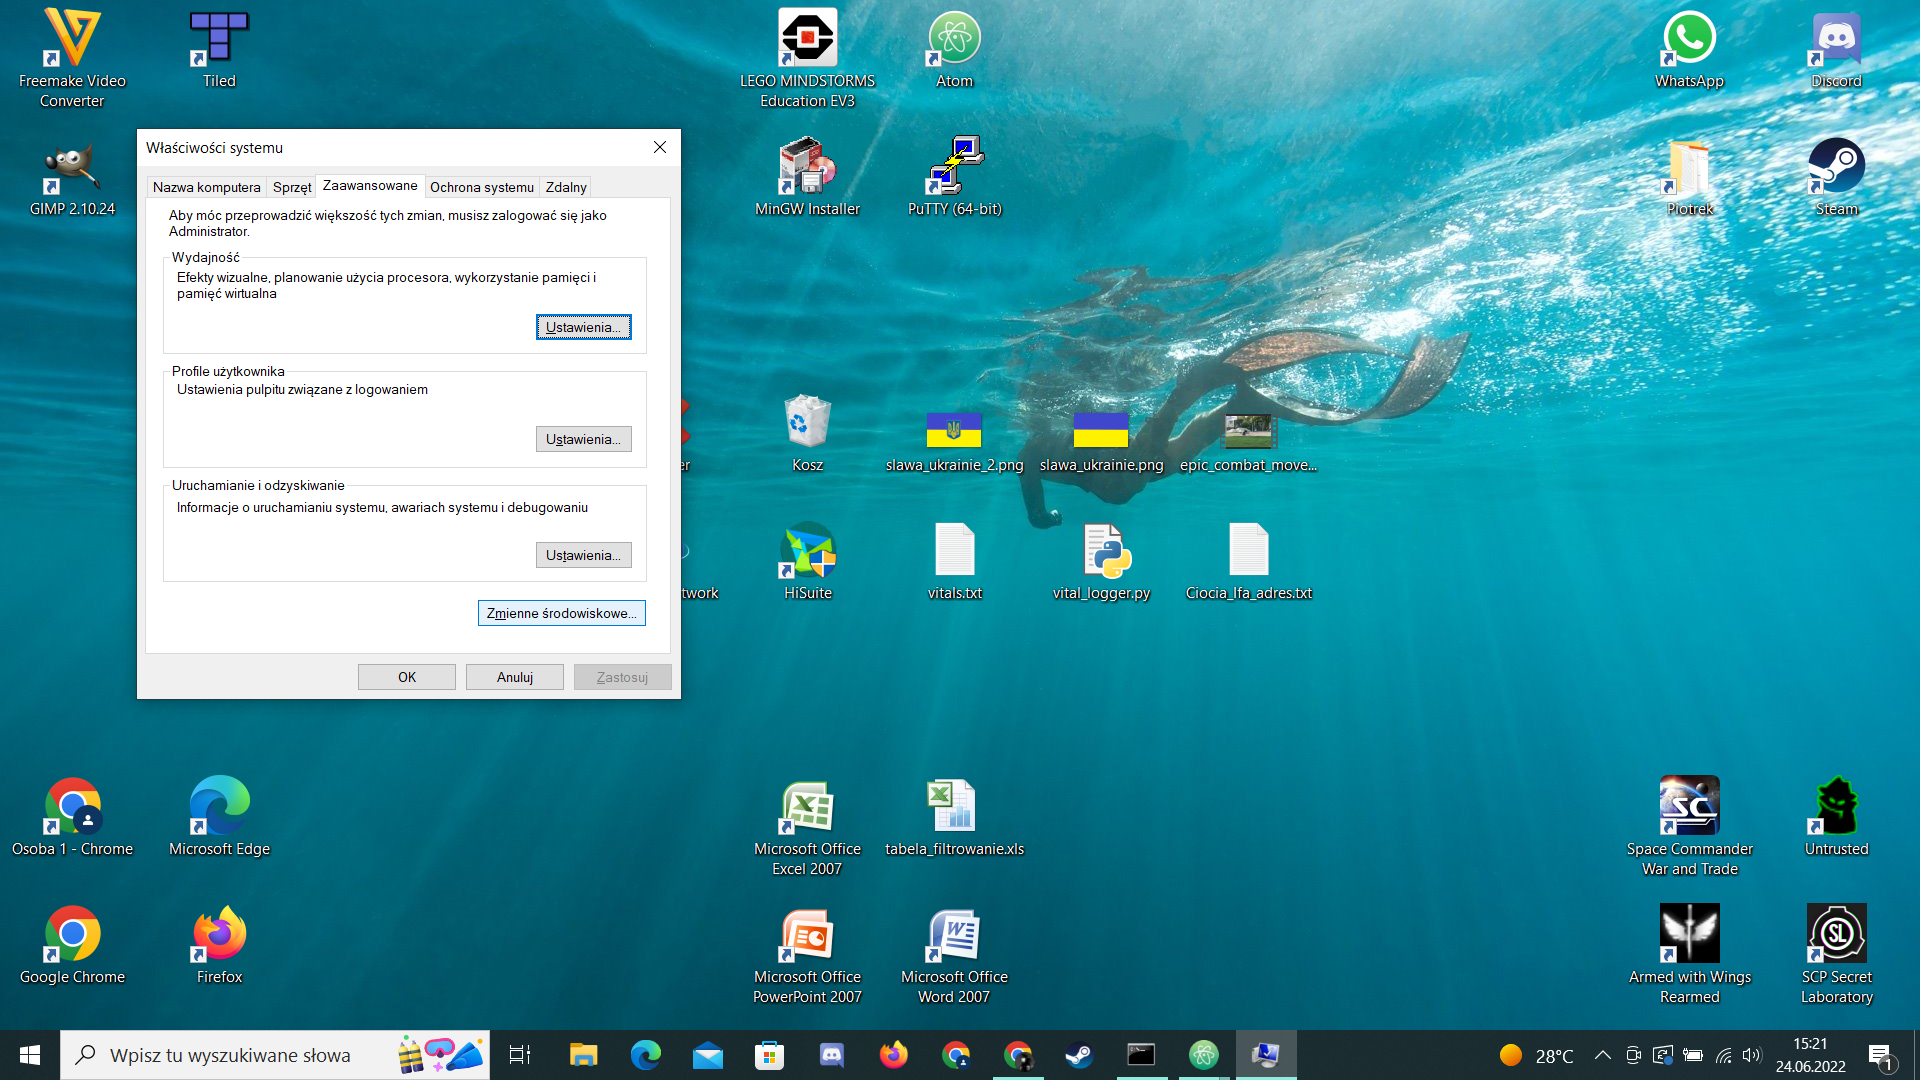 Freemake Video
Converter
Tiled
LEGO MINDSTORMS
Education EV3
Atom
WhatsApp
Discord
Właściwości systemu
Nazwa komputera
Sprzęt
Zaawansowane
Ochrona systemu
Zdalny
Aby móc przeprowadzić większość tych zmian, musisz zalogować się jako
Administrator.
Wydajność
Efekty wizualne, planowanie użycia procesora, wykorzystanie pamięci i
pamięć wirtualna
Ustawienia...
Profile użytkownika
Ustawienia pulpitu związane z logowaniem
Ustawienia...
Uruchamianie i odzyskiwanie
Informacje o uruchamianiu systemu, awariach systemu i debugowaniu
Ustawienia...
Zmienne środowiskowe...
OK
Anuluj
Zastosuj
GIMP 2.10.24
MinGW Installer
PuTTY (64-bit)
Piotrek
Steam
er
Kosz
slawa_ukrainie_2.png
slawa_ukrainie.png
epic_combat_move...
twork
HiSuite
vitals.txt
vital_logger.py
Ciocia_Ifa_adres.txt
Osoba 1 - Chrome
Microsoft Edge
Microsoft Office
Excel 2007
tabela_filtrowanie.xls
SC
Space Commander
War and Trade
Untrusted
Google Chrome
Firefox
Microsoft Office
PowerPoint 2007
Microsoft Office
Word 2007
Armed with Wings
Rearmed
SL
SCP Secret
Laboratory
Wpisz tu wyszukiwane słowa
28°C
15:21
24.06.2022
1